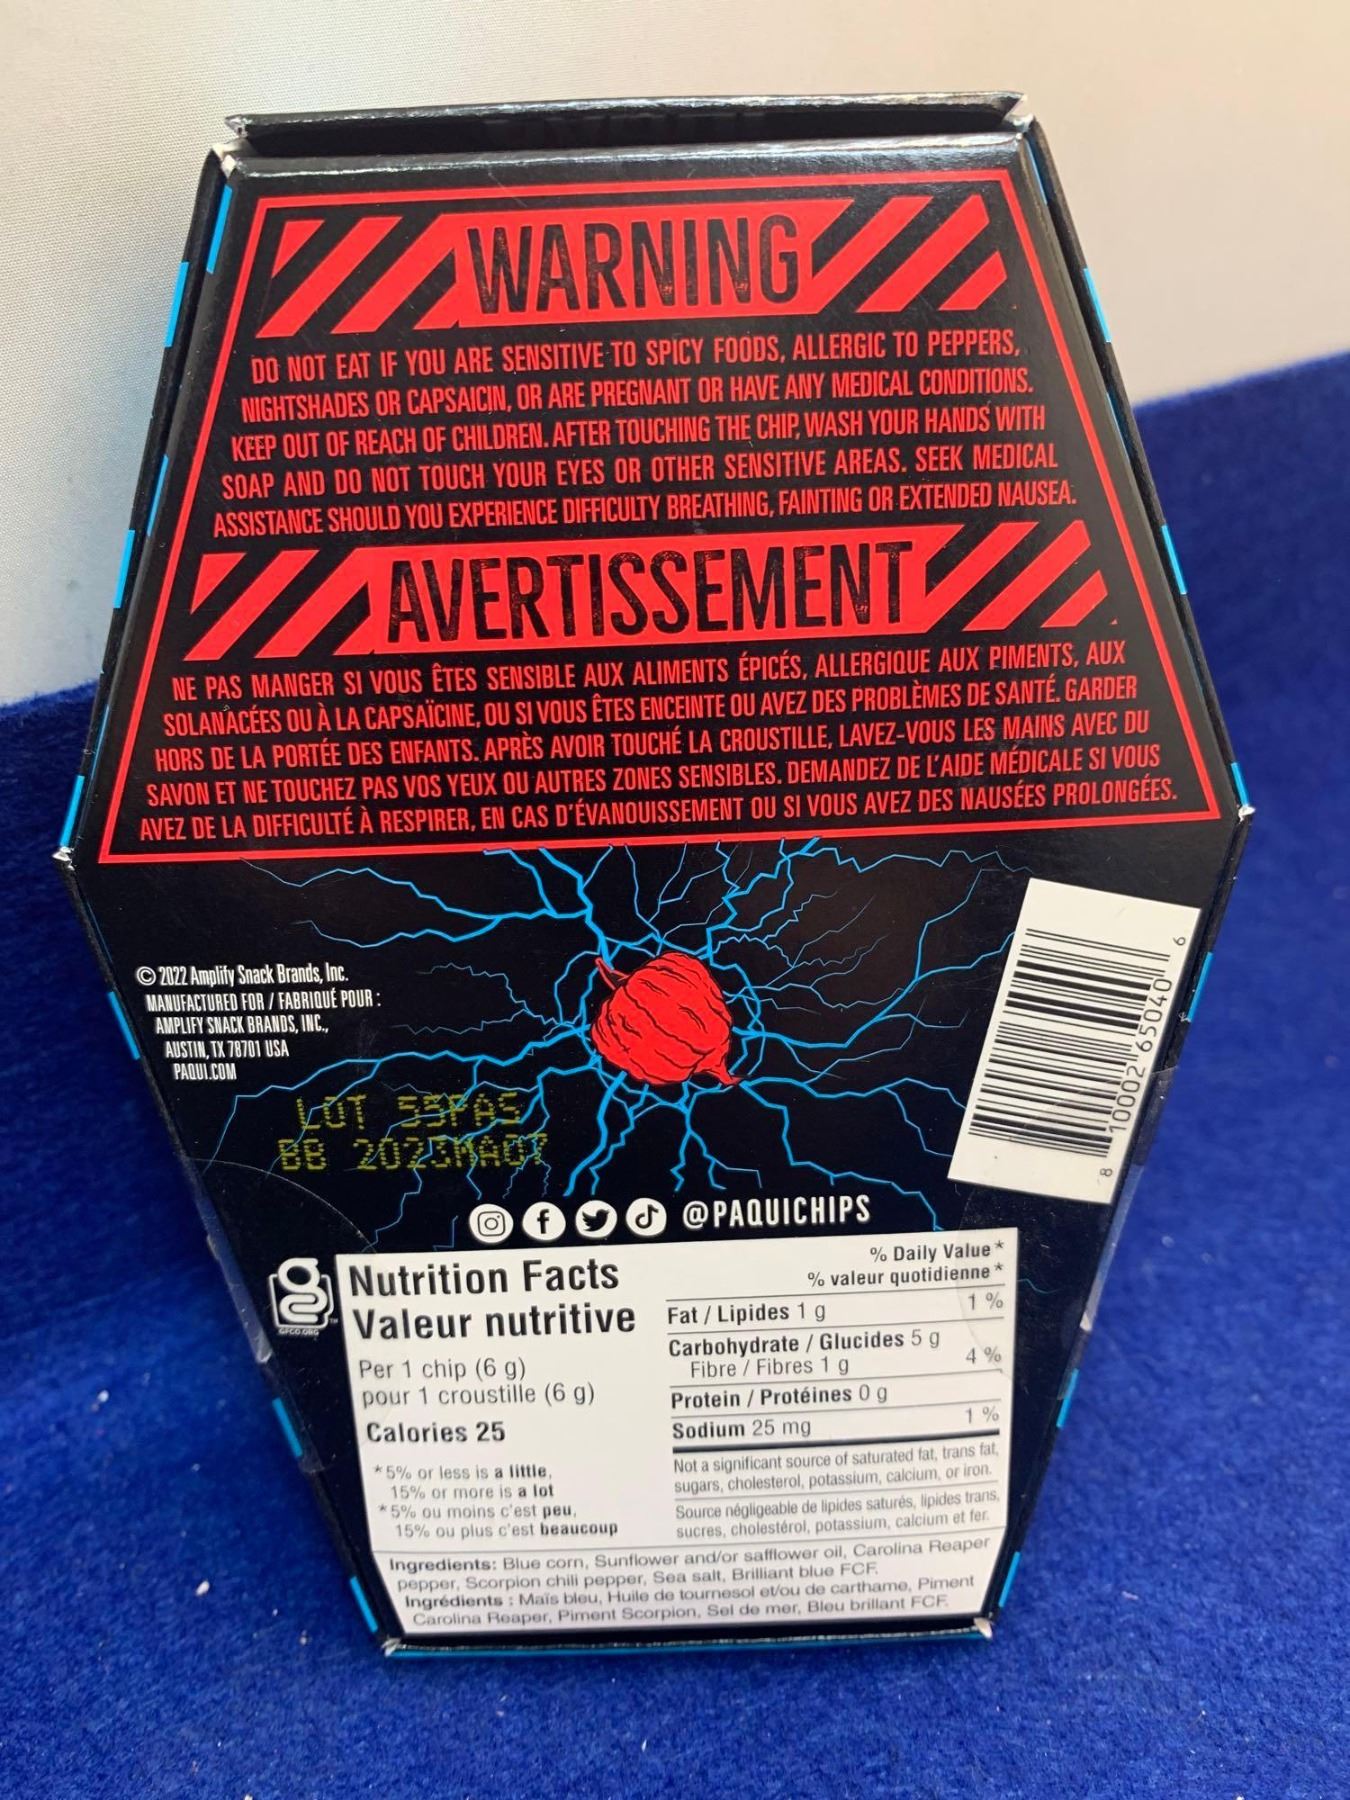 WARNING
DO NOT EAT IF YOU ARE SENSITIVE TO SPICY FOODS, ALLERGIC TO PEPPERS,
NIGHTSHADES OR CAPSAICIN, OR ARE PREGNANT OR HAVE ANY MEDICAL CONDITIONS.
KEEP OUT OF REACH OF CHILDREN. AFTER TOUCHING THE CHIP, WASH YOUR HANDS WITH
SOAP AND DO NOT TOUCH YOUR EYES OR OTHER SENSITIVE AREAS. SEEK MEDICAL
ASSISTANCE SHOULD YOU EXPERIENCE DIFFICULTY BREATHING, FAINTING OR EXTENDED NAUSEA.
AVERTISSEMENT
NE PAS MANGER SI VOUS ÊTES SENSIBLE AUX ALIMENTS ÉPICÉS, ALLERGIQUE AUX PIMENTS, AUX
SOLANACÉES OU À LA CAPSAÏCINE, OU SI VOUS ÊTES ENCEINTE OU AVEZ DES PROBLÈMES DE SANTÉ. GARDER
HORS DE LA PORTÉE DES ENFANTS. APRÈS AVOIR TOUCHÉ LA CROUSTILLE, LAVEZ-VOUS LES MAINS AVEC DU
SAVON ET NE TOUCHEZ PAS VOS YEUX OU AUTRES ZONES SENSIBLES. DEMANDEZ DE L'AIDE MÉDICALE SI VOUS
AVEZ DE LA DIFFICULTÉ À RESPIRER, EN CAS D'ÉVANOUISSEMENT OU SI VOUS AVEZ DES NAUSÉES PROLONGÉES.
© 2022 Amplify Snack Brands, Inc.
MANUFACTURED FOR / FABRIQUÉ POUR :
AMPLIFY SNACK BRANDS, INC.,
AUSTIN, TX 78701 USA
PAQUI.COM
LOT 55PAS
BB 2023MA07
8 10002 65040 6
@PAQUICHIPS
GFCO.ORG
Nutrition Facts
Valeur nutritive
Per 1 chip (6 g)
pour 1 croustille (6 g)
Calories 25
*5% or less is a little,
15% or more is a lot
*5% ou moins c'est peu,
15% ou plus c'est beaucoup
% Daily Value*
% valeur quotidienne*
Fat / Lipides 1 g 1 %
Carbohydrate / Glucides 5 g
Fibre / Fibres 1 g 4 %
Protein / Protéines 0 g
Sodium 25 mg 1 %
Not a significant source of saturated fat, trans fat,
sugars, cholesterol, potassium, calcium, or iron.
Source négligeable de lipides saturés, lipides trans,
sucres, cholestérol, potassium, calcium et fer.
Ingredients: Blue corn, Sunflower and/or safflower oil, Carolina Reaper
pepper, Scorpion chili pepper, Sea salt, Brilliant blue FCF.
Ingrédients : Maïs bleu, Huile de tournesol et/ou de carthame, Piment
Carolina Reaper, Piment Scorpion, Sel de mer, Bleu brillant FCF.